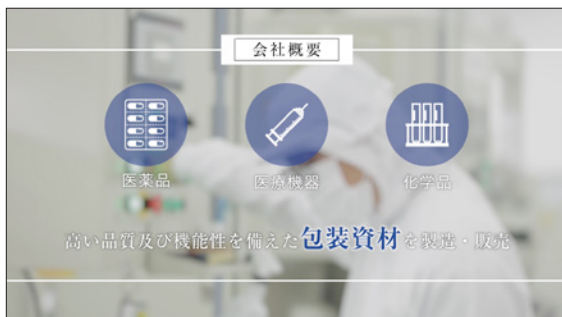 会社概要
医薬品
医療機器
化学品
高い品質及び機能性を備えた包装資材を製造・販売